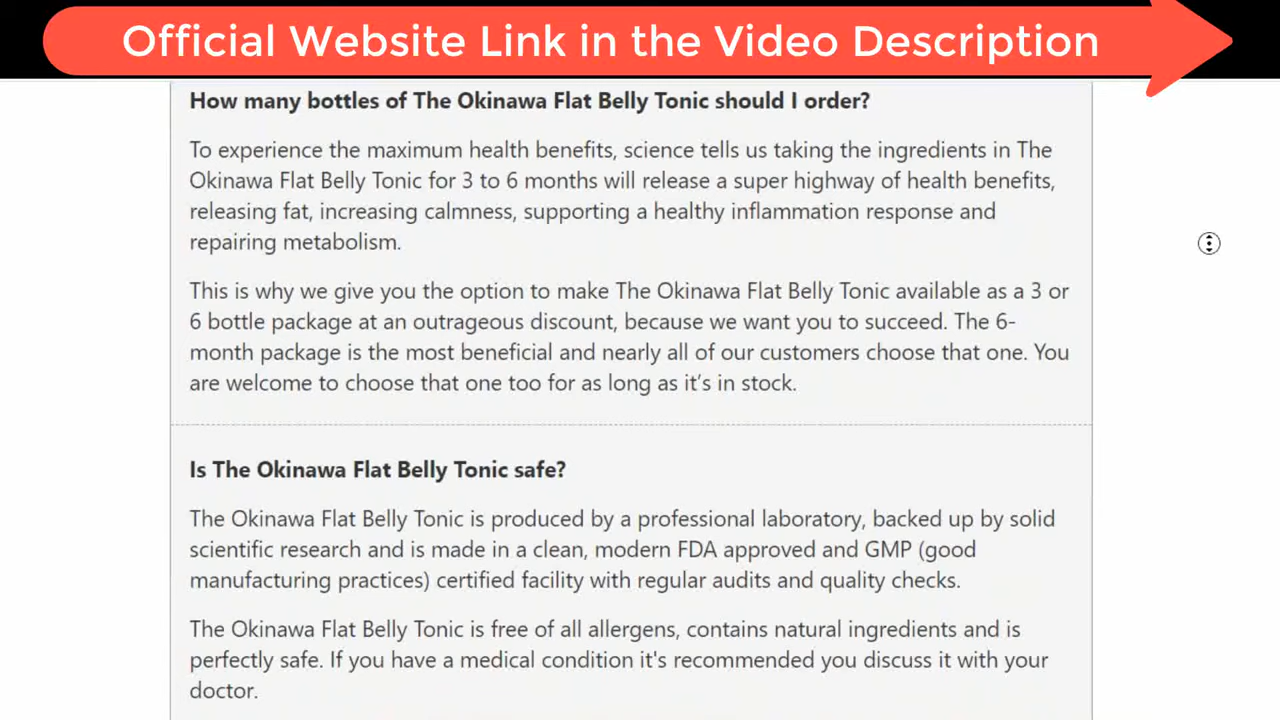 Official Website Link in the Video Description
How many bottles of The Okinawa Flat Belly Tonic should I order?
To experience the maximum health benefits, science tells us taking the ingredients in The
Okinawa Flat Belly Tonic for 3 to 6 months will release a super highway of health benefits,
releasing fat, increasing calmness, supporting a healthy inflammation response and
repairing metabolism.
This is why we give you the option to make The Okinawa Flat Belly Tonic available as a 3 or
6 bottle package at an outrageous discount, because we want you to succeed. The 6-
month package is the most beneficial and nearly all of our customers choose that one. You
are welcome to choose that one too for as long as it’s in stock.
Is The Okinawa Flat Belly Tonic safe?
The Okinawa Flat Belly Tonic is produced by a professional laboratory, backed up by solid
scientific research and is made in a clean, modern FDA approved and GMP (good
manufacturing practices) certified facility with regular audits and quality checks.
The Okinawa Flat Belly Tonic is free of all allergens, contains natural ingredients and is
perfectly safe. If you have a medical condition it's recommended you discuss it with your
doctor.